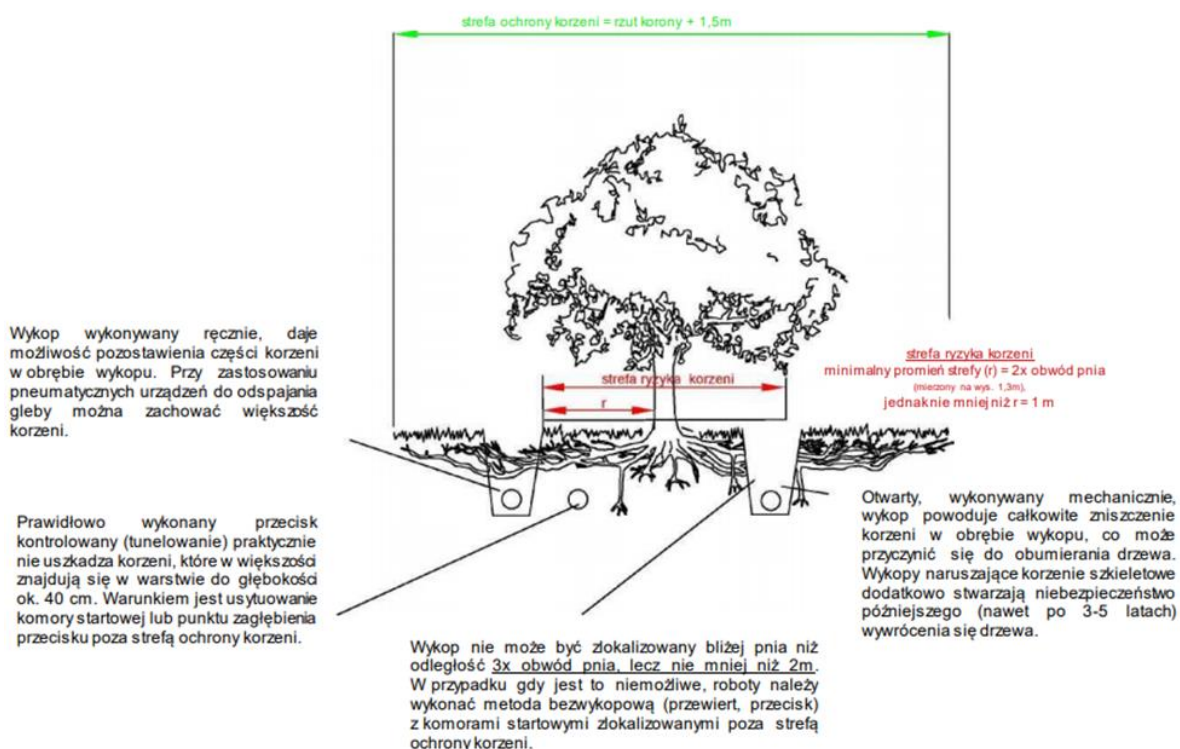 strefa ochrony korzeni = rzut korony + 1,5m
Wykop wykonywany ręcznie, daje
możliwość pozostawienia części korzeni
w obrębie wykopu. Przy zastosowaniu
pneumatycznych urządzeń do odspajania
gleby można zachować większość
korzeni.
strefa ryzyka korzeni
r
strefa ryzyka korzeni
minimalny promień strefy (r) = 2x obwód pnia
(mierzony na wys. 1,3m),
jednak nie mniej niż r = 1 m
Prawidłowo wykonany przecisk
kontrolowany (tunelowanie) praktycznie
nie uszkadza korzeni, które w większości
znajdują się w warstwie do głębokości
ok. 40 cm. Warunkiem jest usytuowanie
komory startowej lub punktu zagłębienia
przecisku poza strefą ochrony korzeni.
Wykop nie może być zlokalizowany bliżej pnia niż
odległość 3x obwód pnia, lecz nie mniej niż 2m.
W przypadku gdy jest to niemożliwe, roboty należy
wykonać metoda bezwykopową (przewiert, przecisk)
z komorami startowymi zlokalizowanymi poza strefą
ochrony korzeni.
Otwarty, wykonywany mechanicznie,
wykop powoduje całkowite zniszczenie
korzeni w obrębie wykopu, co może
przyczynić się do obumierania drzewa.
Wykopy naruszające korzenie szkieletowe
dodatkowo stwarzają niebezpieczeństwo
późniejszego (nawet po 3-5 latach)
wywrócenia się drzewa.